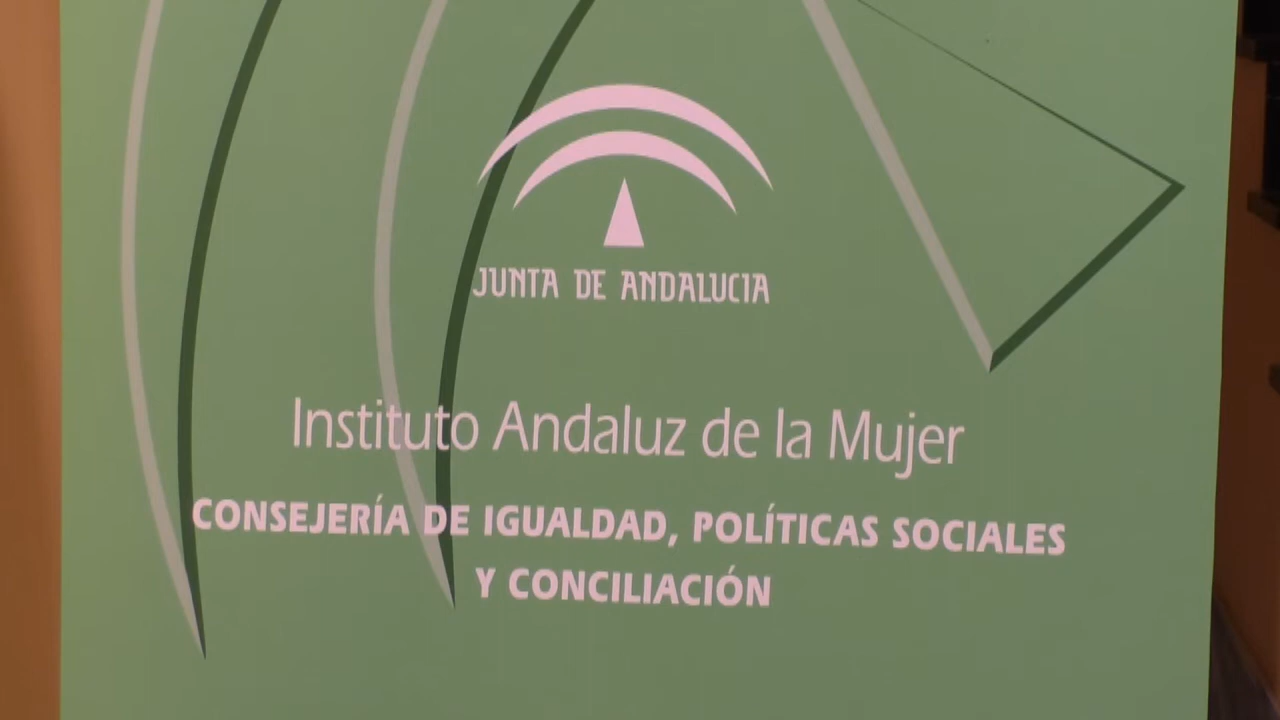 JUNTA DE ANDALUCIA
Instituto Andaluz de la Mujer
CONSEJERÍA DE IGUALDAD, POLÍTICAS SOCIALES
Y CONCILIACIÓN